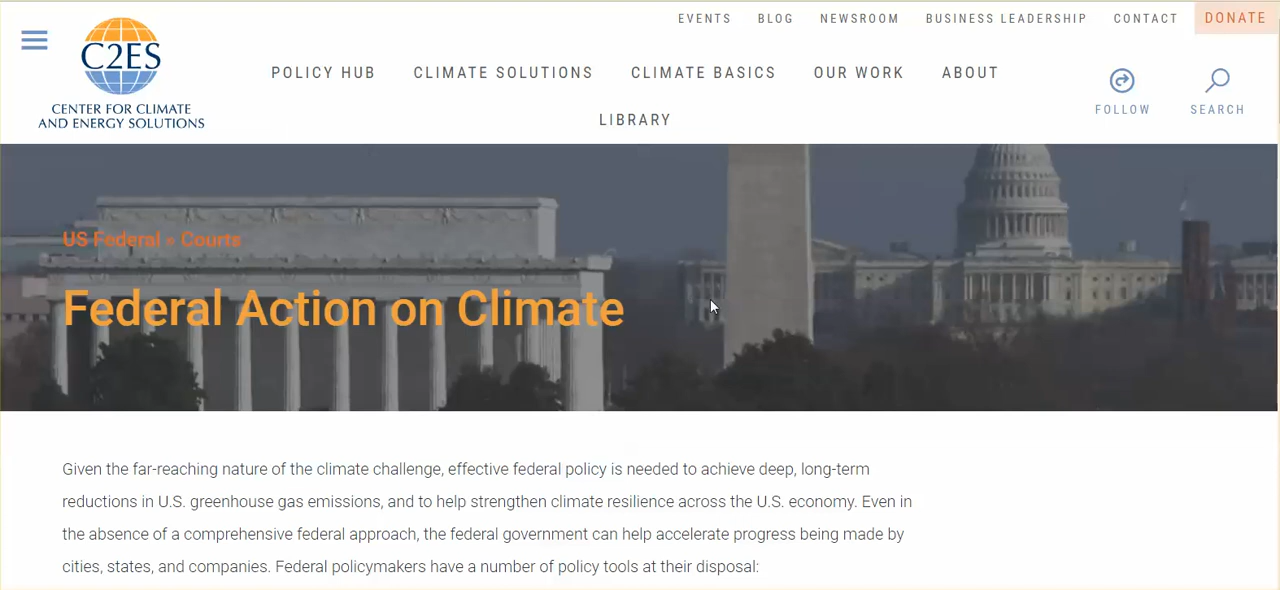 EVENTS BLOG NEWSROOM BUSINESS LEADERSHIP CONTACT DONATE
C2ES
CENTER FOR CLIMATE
AND ENERGY SOLUTIONS
POLICY HUB CLIMATE SOLUTIONS CLIMATE BASICS OUR WORK ABOUT
LIBRARY
FOLLOW SEARCH
US Federal » Courts
Federal Action on Climate
Given the far-reaching nature of the climate challenge, effective federal policy is needed to achieve deep, long-term
reductions in U.S. greenhouse gas emissions, and to help strengthen climate resilience across the U.S. economy. Even in
the absence of a comprehensive federal approach, the federal government can help accelerate progress being made by
cities, states, and companies. Federal policymakers have a number of policy tools at their disposal: